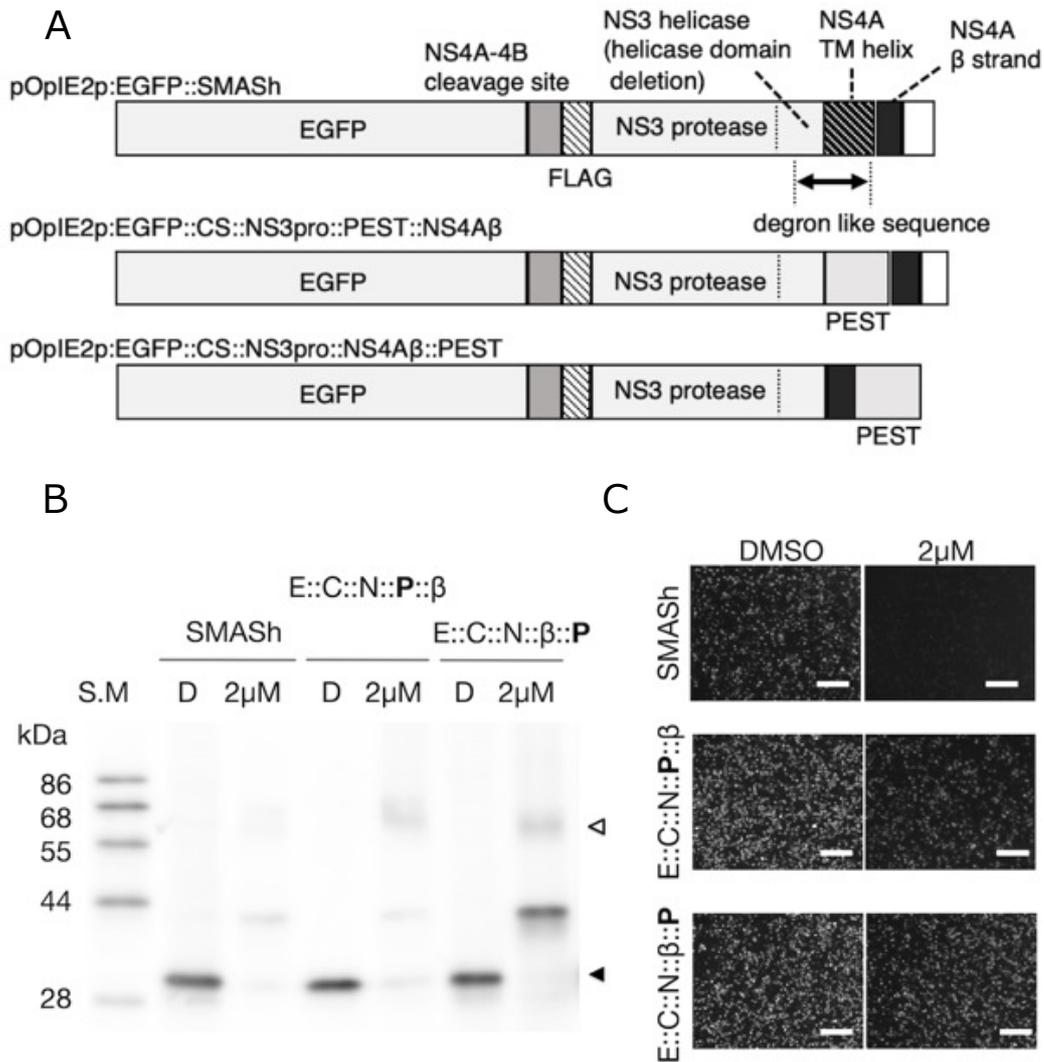 A
NS4A-4B
cleavage site
NS3 helicase
(helicase domain
deletion)
NS4A
TM helix
NS4A
β strand
pOpIE2p:EGFP::SMASh
EGFP
NS3 protease
FLAG
degron like sequence
pOpIE2p:EGFP::CS::NS3pro::PEST::NS4Aβ
EGFP
NS3 protease
PEST
pOpIE2p:EGFP::CS::NS3pro::NS4Aβ::PEST
EGFP
NS3 protease
PEST
B
E::C::N::P::β
SMASh
E::C::N::β::P
S.M
D
2μM
D
2μM
D
2μM
kDa
86
68
55
44
28
C
DMSO
2μM
SMASh
E::C::N::P::β
E::C::N::β::P